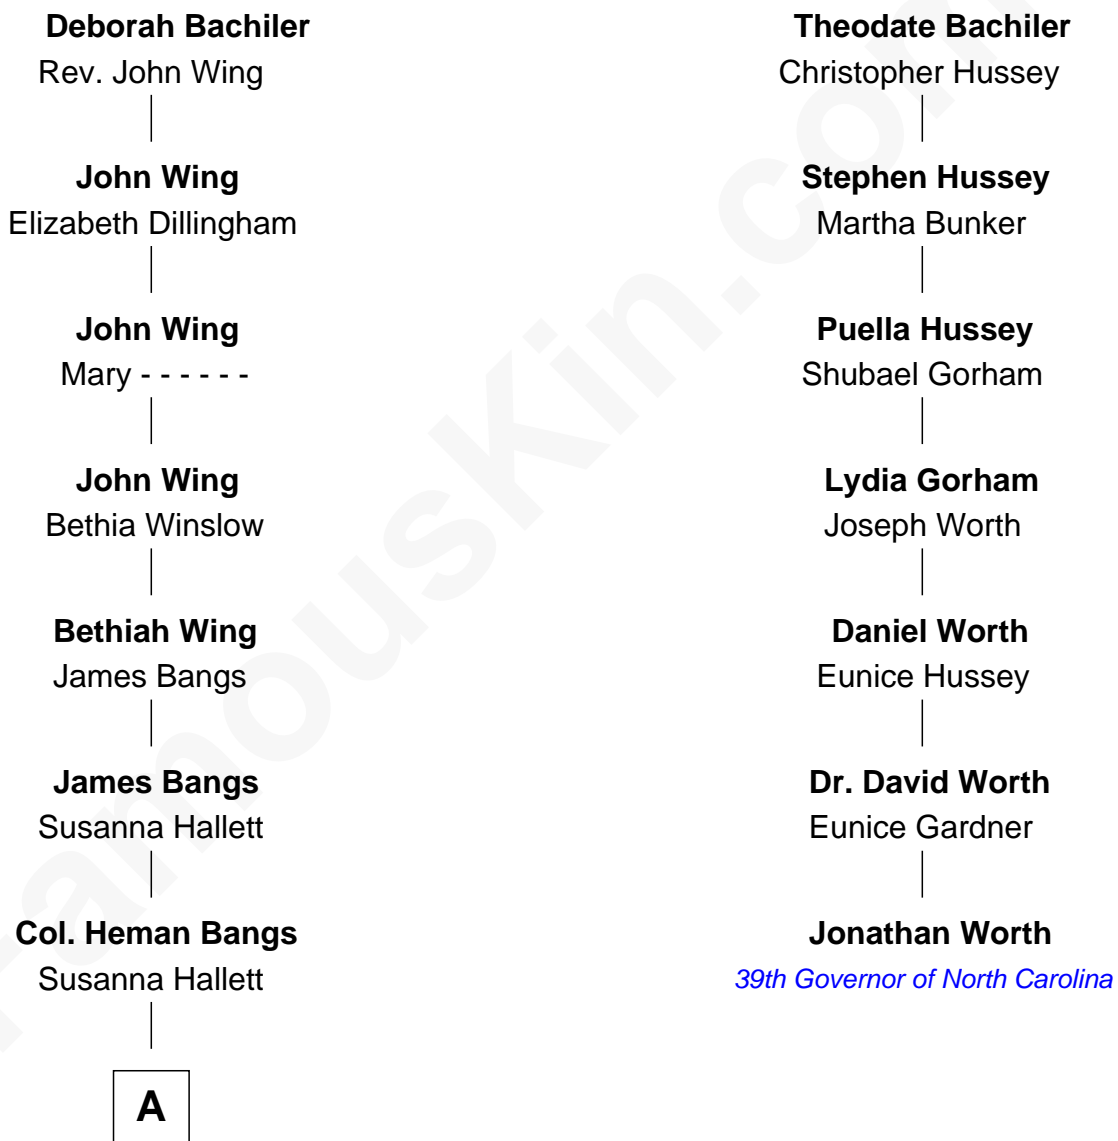 Deborah Bachiler
Rev. John Wing
John Wing
Elizabeth Dillingham
John Wing
Mary - - - - - -
John Wing
Bethia Winslow
Bethiah Wing
James Bangs
James Bangs
Susanna Hallett
Col. Heman Bangs
Susanna Hallett
A
Theodate Bachiler
Christopher Hussey
Stephen Hussey
Martha Bunker
Puella Hussey
Shubael Gorham
Lydia Gorham
Joseph Worth
Daniel Worth
Eunice Hussey
Dr. David Worth
Eunice Gardner
Jonathan Worth
39th Governor of North Carolina
FamousKin.com